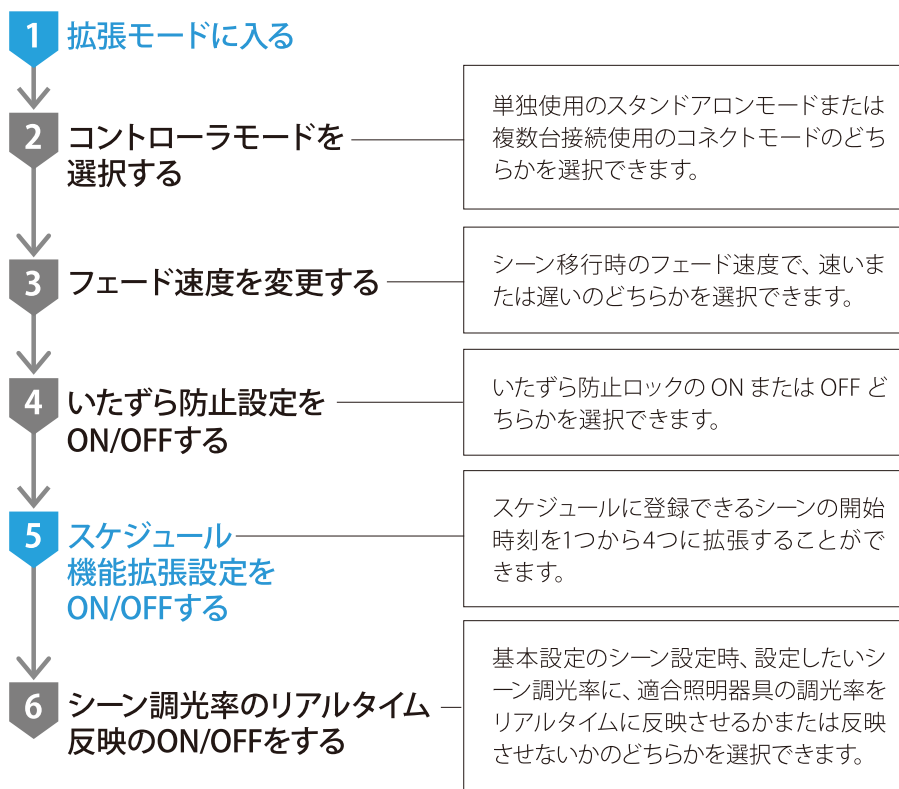 1 拡張モードに入る
2 コントローラモードを
選択する
単独使用のスタンドアロンモードまたは
複数台接続使用のコネクトモードのどち
らかを選択できます。
3 フェード速度を変更する
シーン移行時のフェード速度で、速いま
たは遅いのどちらかを選択できます。
4 いたずら防止設定を
ON/OFFする
いたずら防止ロックの ON または OFF ど
ちらかを選択できます。
5 スケジュール
機能拡張設定を
ON/OFFする
スケジュールに登録できるシーンの開始
時刻を1つから4つに拡張することがで
きます。
6 シーン調光率のリアルタイム
反映のON/OFFをする
基本設定のシーン設定時、設定したいシ
ーン調光率に、適合照明器具の調光率を
リアルタイムに反映させるかまたは反映
させないかのどちらかを選択できます。